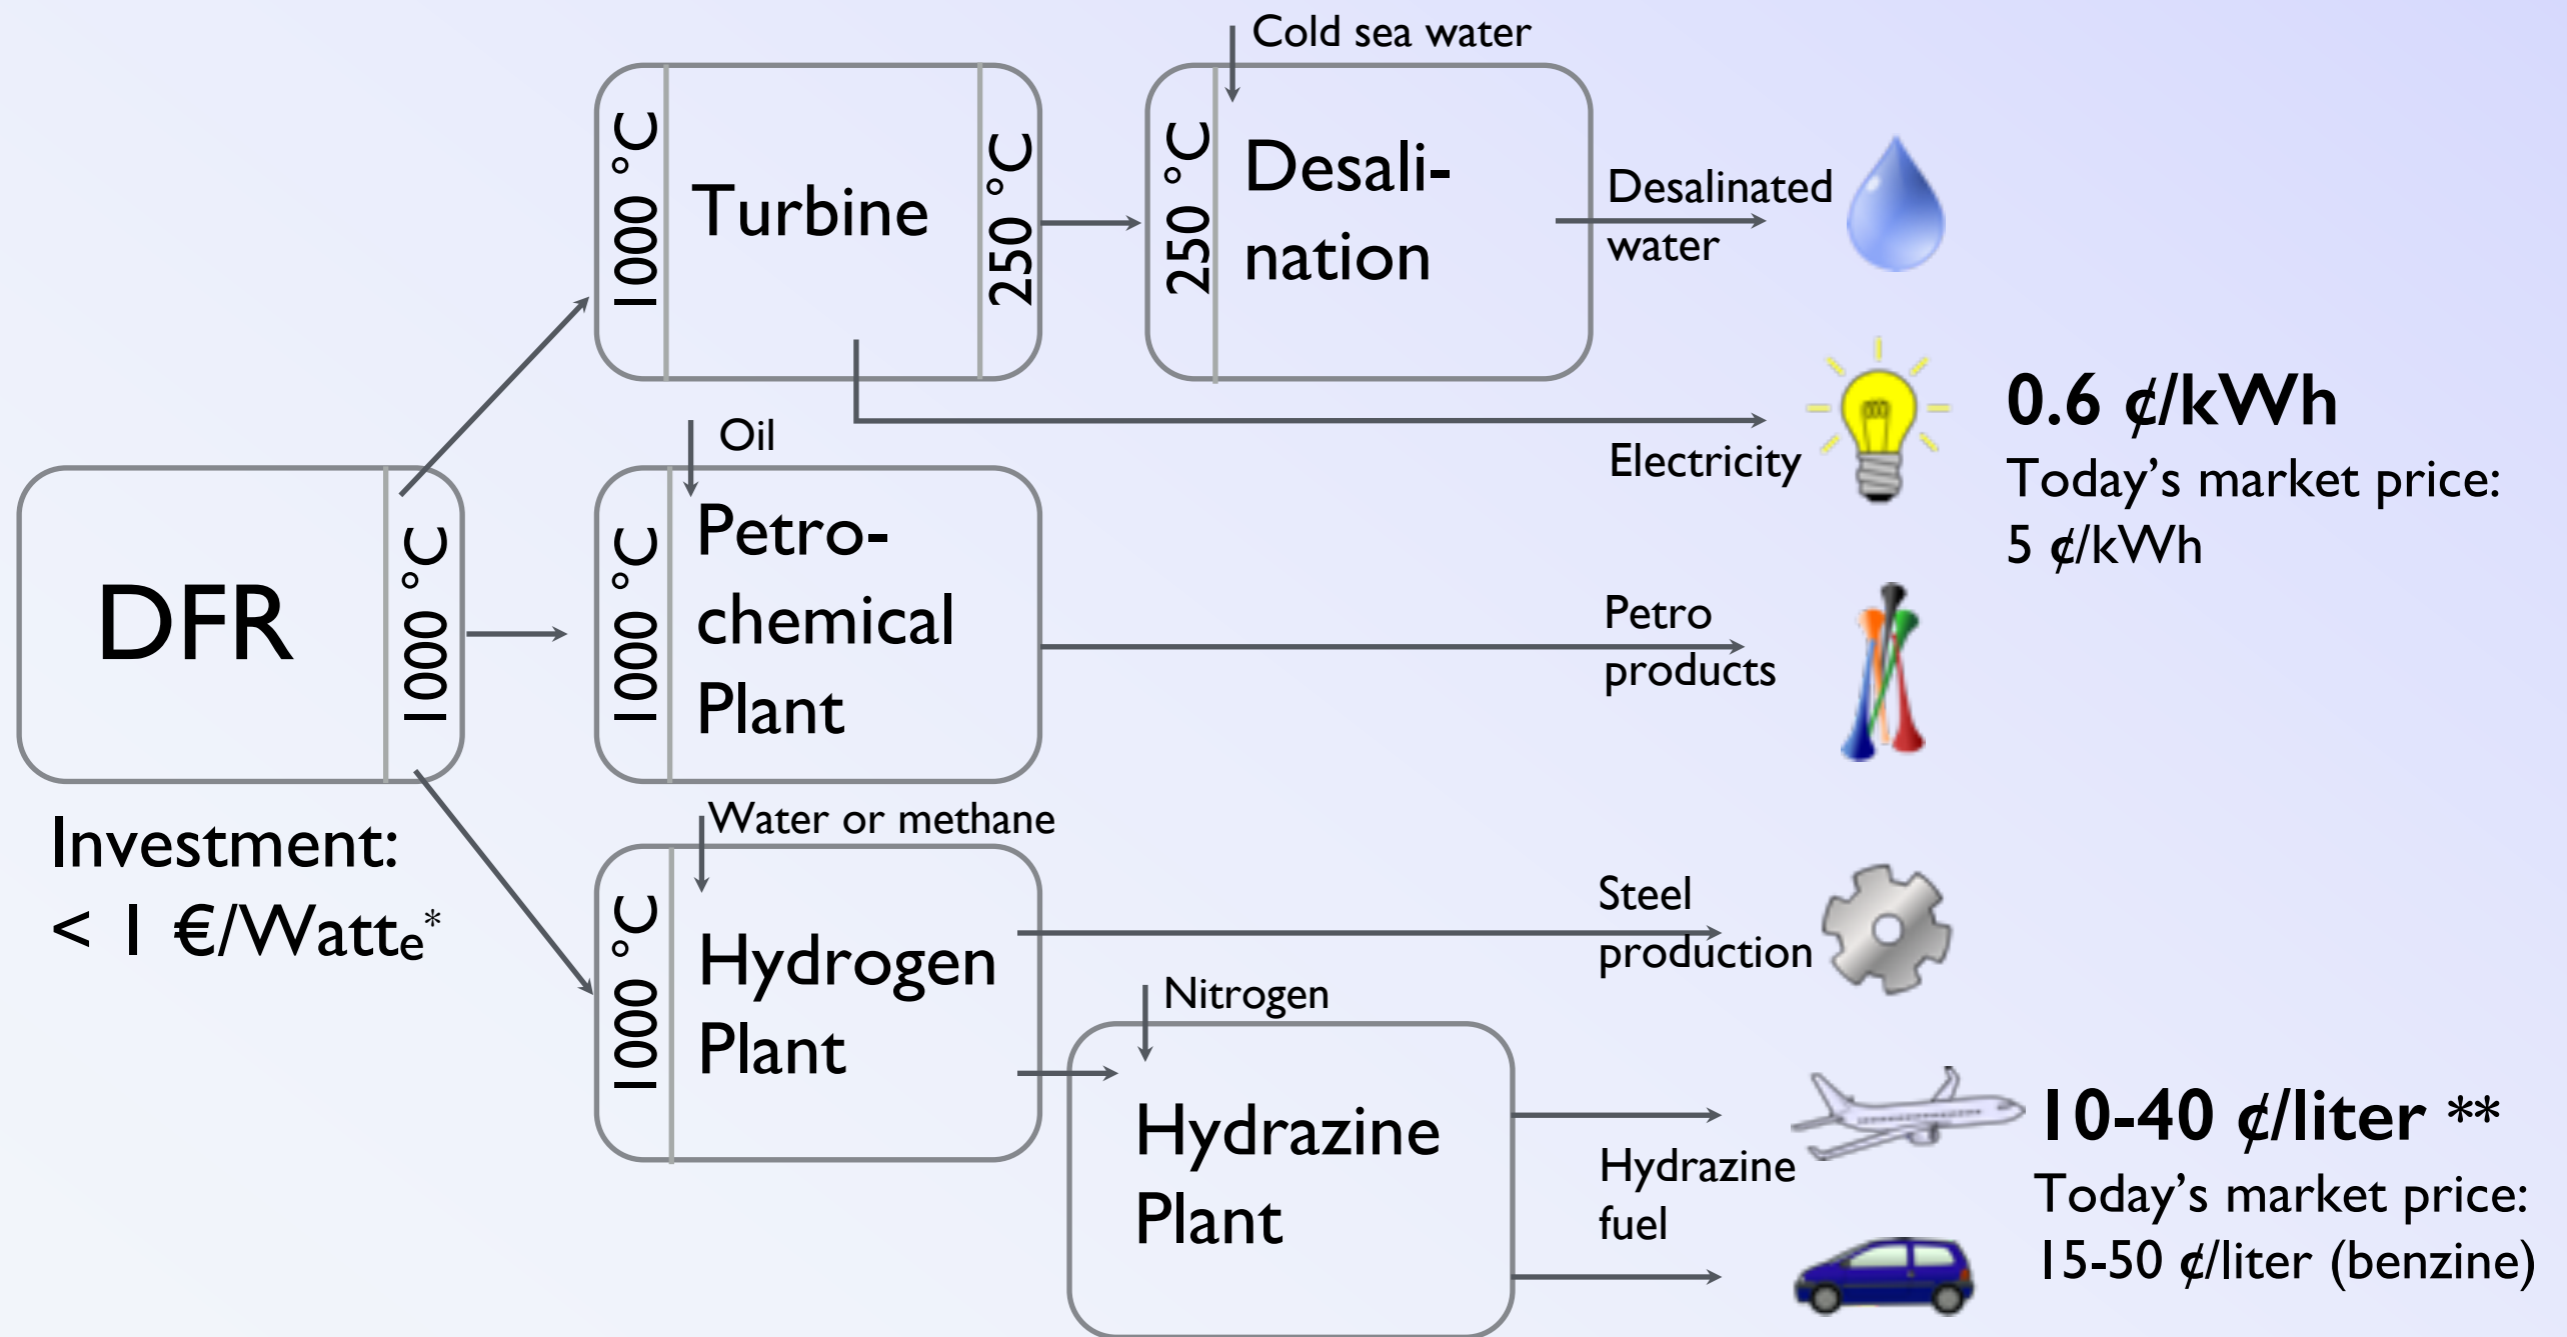 Cold sea water
1000 °C
Turbine
250 °C
250 °C
Desali-
nation
Desalinated
water
0.6 ¢/kWh
Today's market price:
5 ¢/kWh
Electricity
Oil
DFR
1000 °C
1000 °C
Petro-
chemical
Plant
Petro
products
Investment:
< 1 €/Watte*
Water or methane
1000 °C
Hydrogen
Plant
Steel
production
Nitrogen
Hydrazine
Plant
Hydrazine
fuel
10-40 ¢/liter **
Today's market price:
15-50 ¢/liter (benzine)